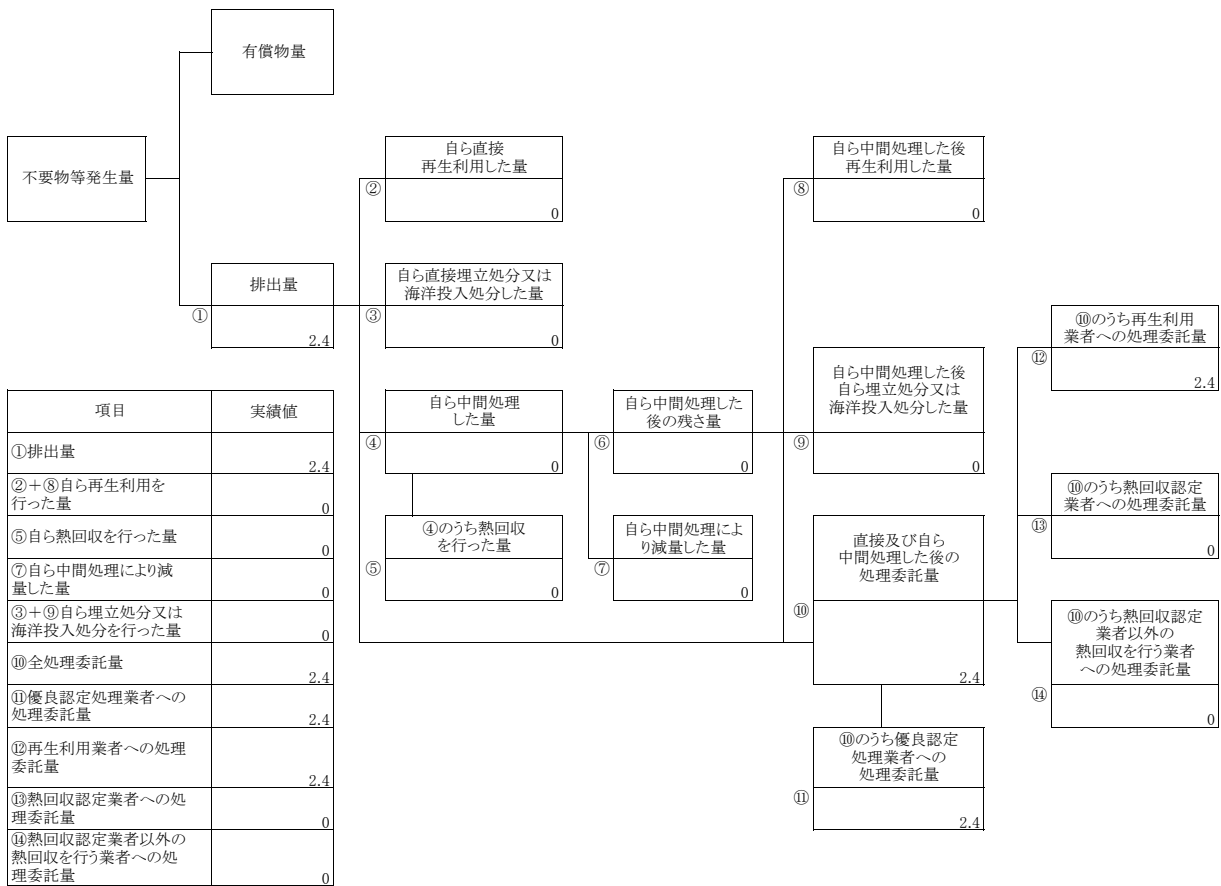 有償物量
不要物等発生量
自ら直接
再生利用した量
②
0
自ら中間処理した後
再生利用した量
⑧
0
排出量
①
2.4
自ら直接埋立処分又は
海洋投入処分した量
③
0
⑩のうち再生利用
業者への処理委託量
⑫
2.4
自ら中間処理
した量
④
0
自ら中間処理した
後の残さ量
⑥
0
自ら中間処理した後
自ら埋立処分又は
海洋投入処分した量
⑨
0
⑩のうち熱回収認定
業者への処理委託量
⑬
0
④のうち熱回収
を行った量
⑤
0
自ら中間処理によ
り減量した量
⑦
0
直接及び自ら
中間処理した後の
処理委託量
⑩
2.4
⑩のうち熱回収認定
業者以外の
熱回収を行う業者
への処理委託量
⑭
0
⑩のうち優良認定
処理業者への
処理委託量
⑪
2.4
項目 実績値
①排出量
2.4
②+⑧自ら再生利用を
行った量
0
⑤自ら熱回収を行った量
0
⑦自ら中間処理により減
量した量
0
③+⑨自ら埋立処分又は
海洋投入処分を行った量
0
⑩全処理委託量
2.4
⑪優良認定処理業者への
処理委託量
2.4
⑫再生利用業者への処理
委託量
2.4
⑬熱回収認定業者への処
理委託量
0
⑭熱回収認定業者以外の
熱回収を行う業者への処
理委託量
0